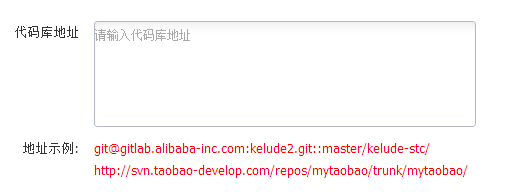 代码库地址
请输入代码库地址
地址示例:
git@gitlab.alibaba-inc.com:kelude2.git::master/kelude-stc/
http://svn.taobao-develop.com/repos/mytaobao/trunk/mytaobao/